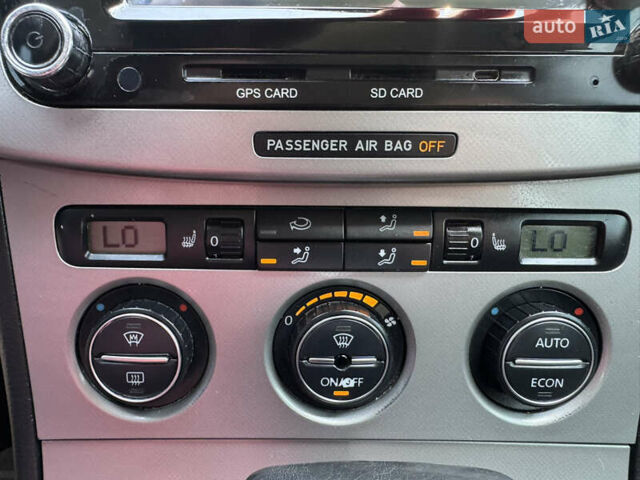 auto RIA
GPS CARD SD CARD
PASSENGER AIR BAG OFF
LO 0 0 LO
0
AUTO
ON/OFF
ECON